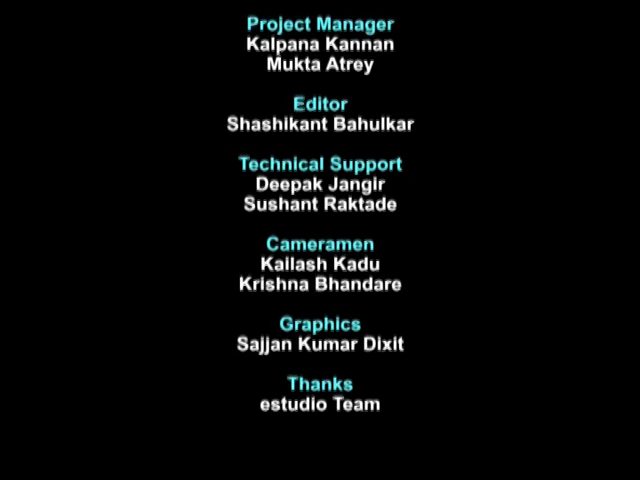 Project Manager
Kalpana Kannan
Mukta Atrey
Editor
Shashikant Bahulkar
Technical Support
Deepak Jangir
Sushant Raktade
Cameramen
Kailash Kadu
Krishna Bhandare
Graphics
Sajjan Kumar Dixit
Thanks
estudio Team